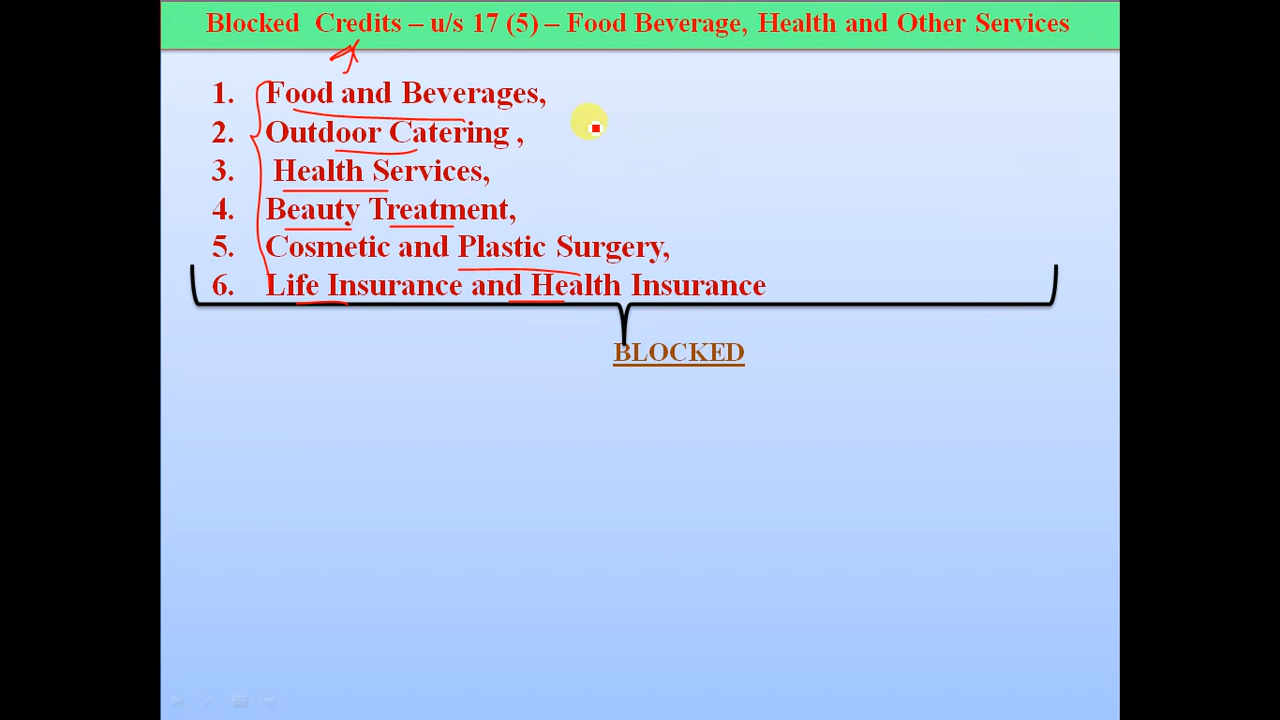 Blocked Credits – u/s 17 (5) – Food Beverage, Health and Other Services
1. Food and Beverages,
2. Outdoor Catering ,
3. Health Services,
4. Beauty Treatment,
5. Cosmetic and Plastic Surgery,
6. Life Insurance and Health Insurance
BLOCKED